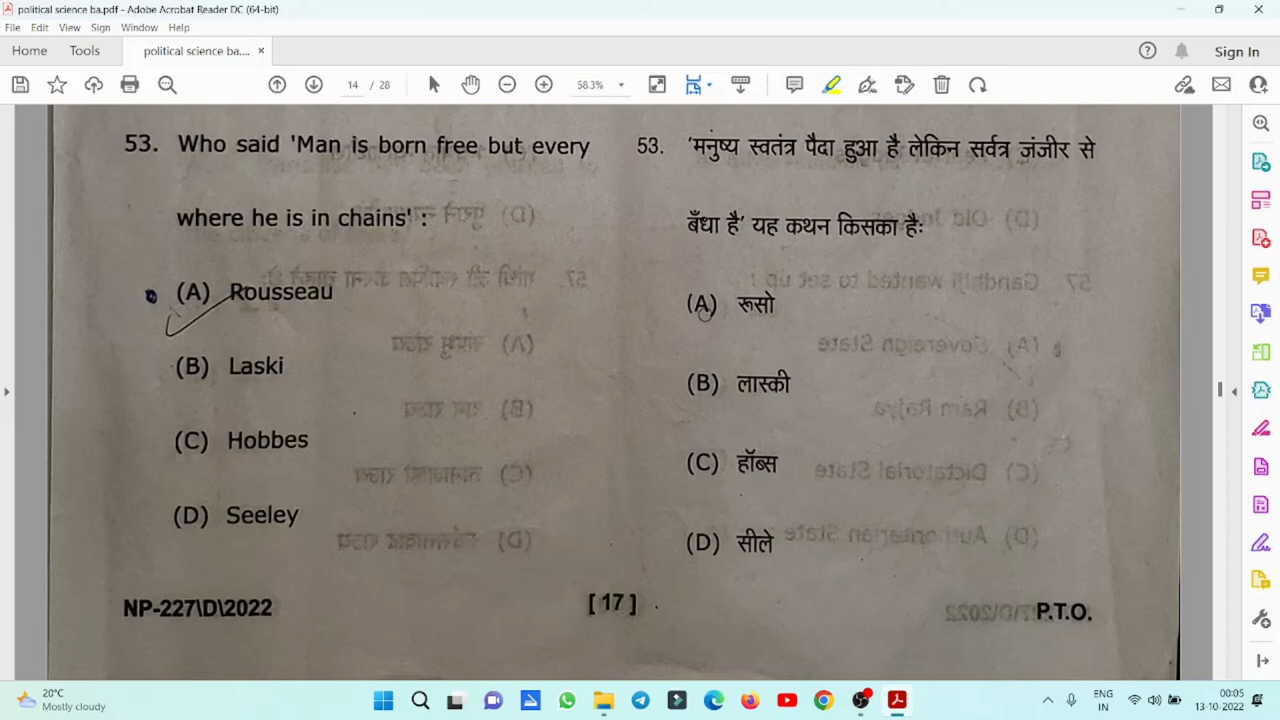 political science ba.pdf - Adobe Acrobat Reader DC (64-bit)
File Edit View Sign Window Help
Home Tools political science ba.... × Sign In
14 / 28 58.3%
53. Who said 'Man is born free but every
where he is in chains' :
(A) Rousseau
(B) Laski
(C) Hobbes
(D) Seeley
53. 'मनुष्य स्वतंत्र पैदा हुआ है लेकिन सर्वत्र जंजीर से
बँधा है' यह कथन किसका है:
(A) रूसो
(B) लास्की
(C) हॉब्स
(D) सीले
NP-227\D\2022 [ 17 ] P.T.O.
20°C
Mostly cloudy
ENG
IN
00:05
13-10-2022